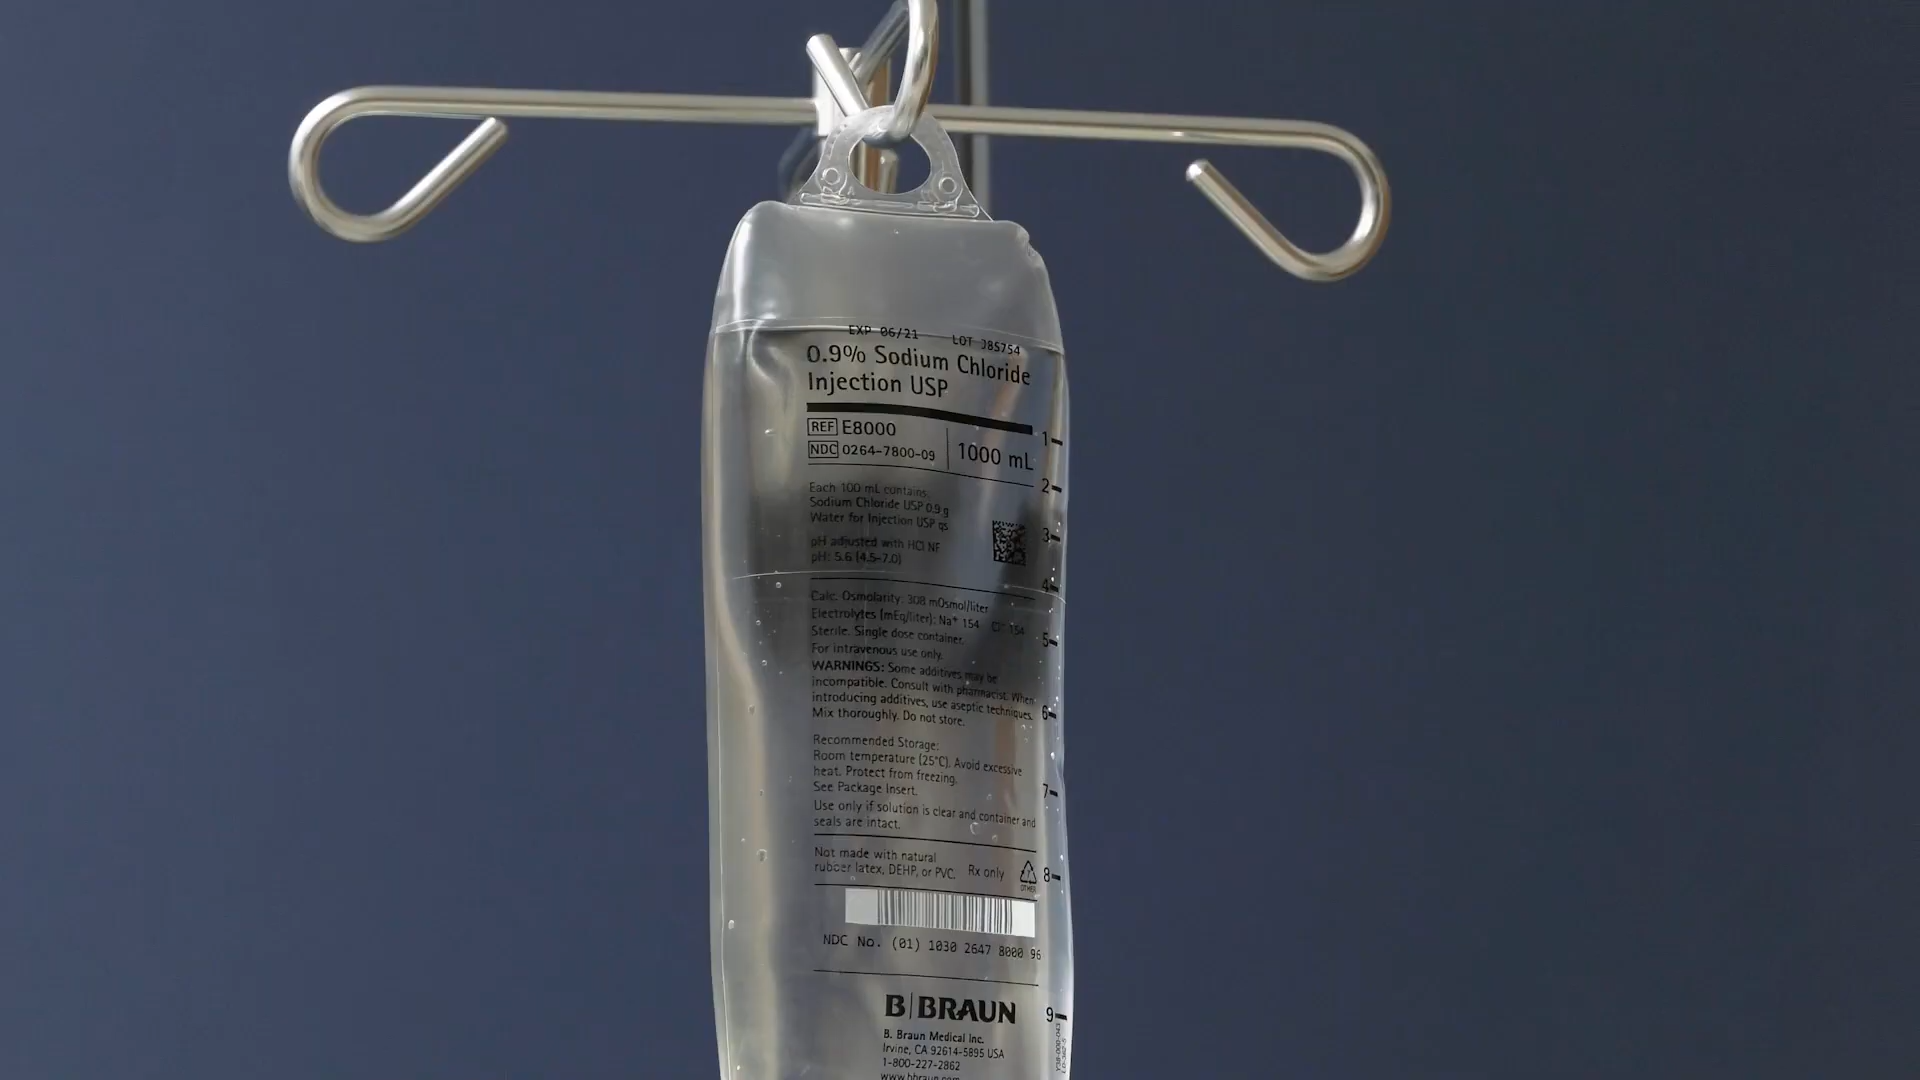 EXP 06/21 LOT J8S754
0.9% Sodium Chloride
Injection USP
REF E8000
NDC 0264-7800-09
1000 mL
Each 100 mL contains:
Sodium Chloride USP 0.9 g
Water for Injection USP qs
pH adjusted with HCl NF
pH: 5.6 (4.5-7.0)
Calc. Osmolarity: 308 mOsmol/liter
Electrolytes (mEq/liter): Na⁺ 154 Cl⁻ 154
Sterile. Single dose container.
For intravenous use only.
WARNINGS: Some additives may be
incompatible. Consult with pharmacist. When
introducing additives, use aseptic techniques.
Mix thoroughly. Do not store.
Recommended Storage:
Room temperature (25°C). Avoid excessive
heat. Protect from freezing.
See Package Insert.
Use only if solution is clear and container and
seals are intact.
Not made with natural
rubber latex, DEHP, or PVC. Rx only
7
OTHER
NDC No. (01) 1030 2647 8000 96
B|BRAUN
B. Braun Medical Inc.
Irvine, CA 92614-5895 USA
1-800-227-2862
www.bbraun.com
1
2
3
4
5
6
7
8
9